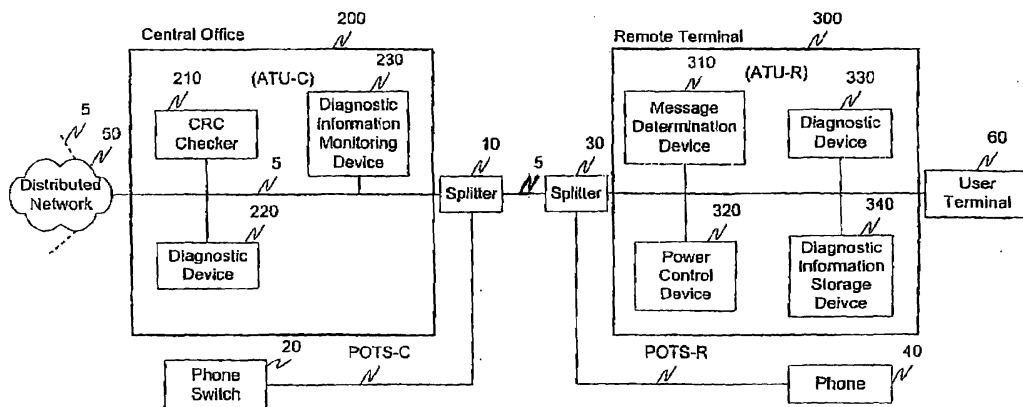 Central Office
200
Remote Terminal
300
210
(ATU-C)
230
310
(ATU-R)
330
CRC
Checker
Diagnostic
Information
Monitoring
Device
Message
Determination
Device
Diagnostic
Device
5
50
Distributed
Network
5
10
Splitter
5
30
Splitter
60
User
Terminal
220
Diagnostic
Device
320
Power
Control
Device
340
Diagnostic
Information
Storage
Deivce
20
Phone
Switch
POTS-C
POTS-R
40
Phone